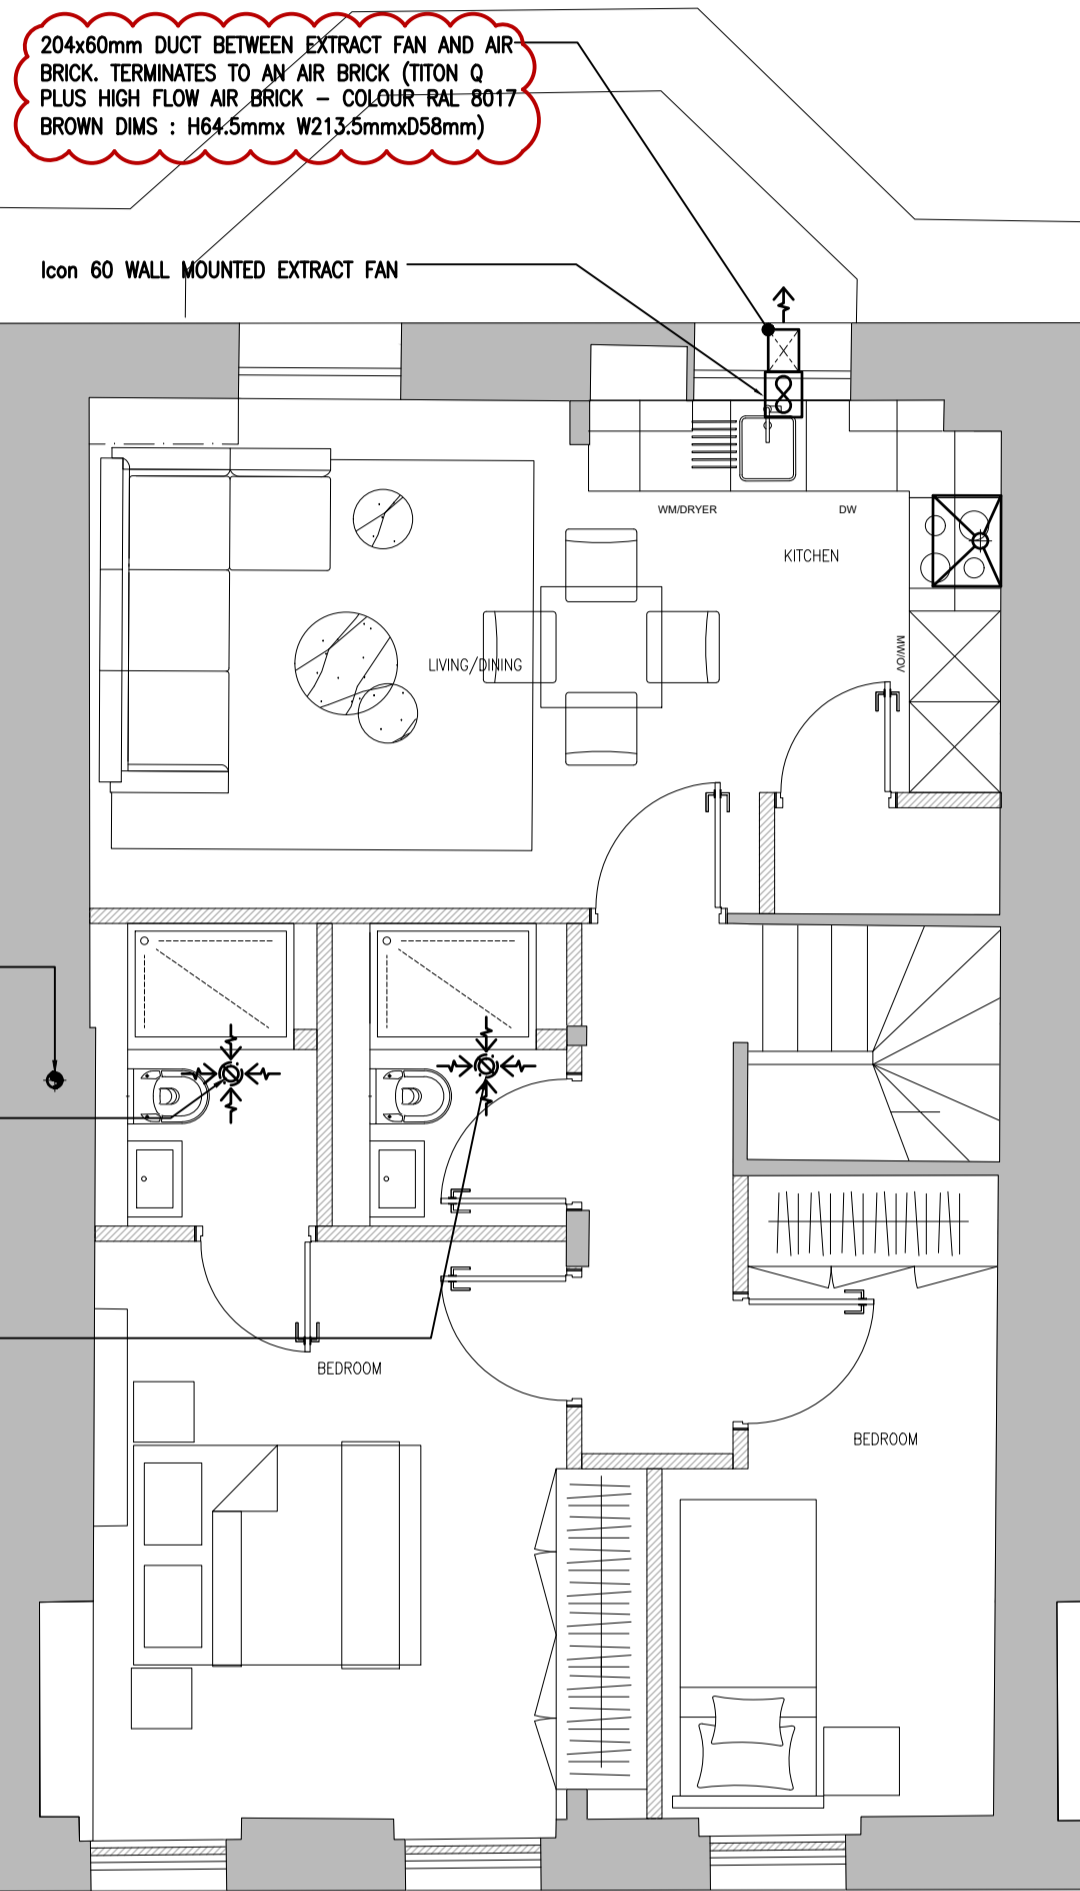 204x60mm DUCT BETWEEN EXTRACT FAN AND AIR
BRICK. TERMINATES TO AN AIR BRICK (TITON Q
PLUS HIGH FLOW AIR BRICK – COLOUR RAL 8017
BROWN DIMS : H64.5mmx W213.5mmxD58mm)
Icon 60 WALL MOUNTED EXTRACT FAN
WM/DRYER
DW
KITCHEN
MW/OV
LIVING/DINING
BEDROOM
BEDROOM